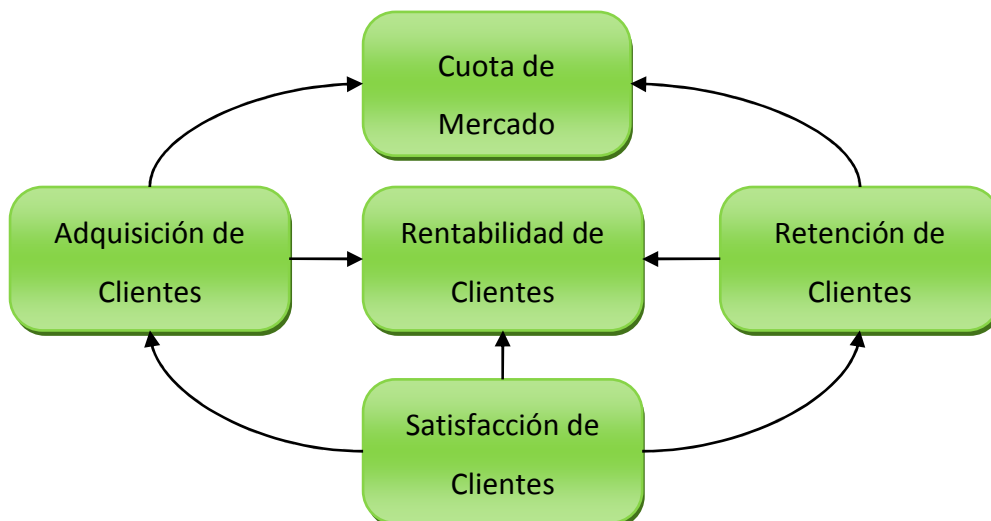 Cuota de
Mercado
Adquisición de
Clientes
Rentabilidad de
Clientes
Retención de
Clientes
Satisfacción de
Clientes